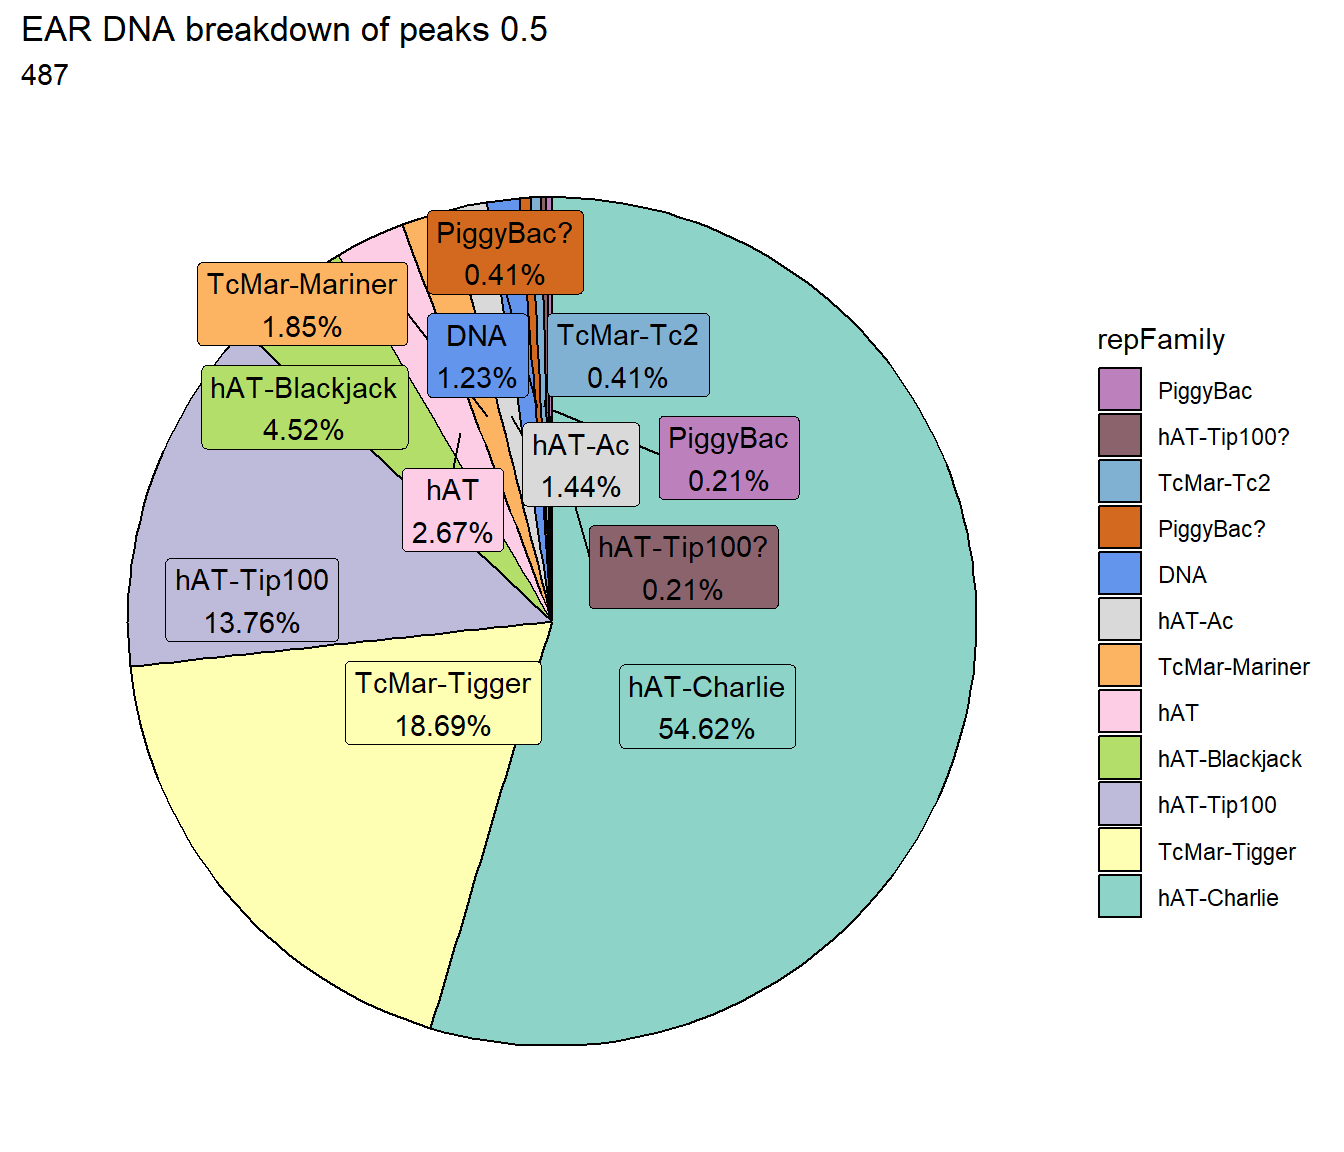 EAR DNA breakdown of peaks 0.5
487
PiggyBac?
0.41%
TcMar-Mariner
1.85%
DNA
1.23%
TcMar-Tc2
0.41%
hAT-Blackjack
4.52%
hAT-Ac
1.44%
PiggyBac
0.21%
hAT
2.67%
hAT-Tip100?
0.21%
hAT-Tip100
13.76%
TcMar-Tigger
18.69%
hAT-Charlie
54.62%
repFamily
PiggyBac
hAT-Tip100?
TcMar-Tc2
PiggyBac?
DNA
hAT-Ac
TcMar-Mariner
hAT
hAT-Blackjack
hAT-Tip100
TcMar-Tigger
hAT-Charlie